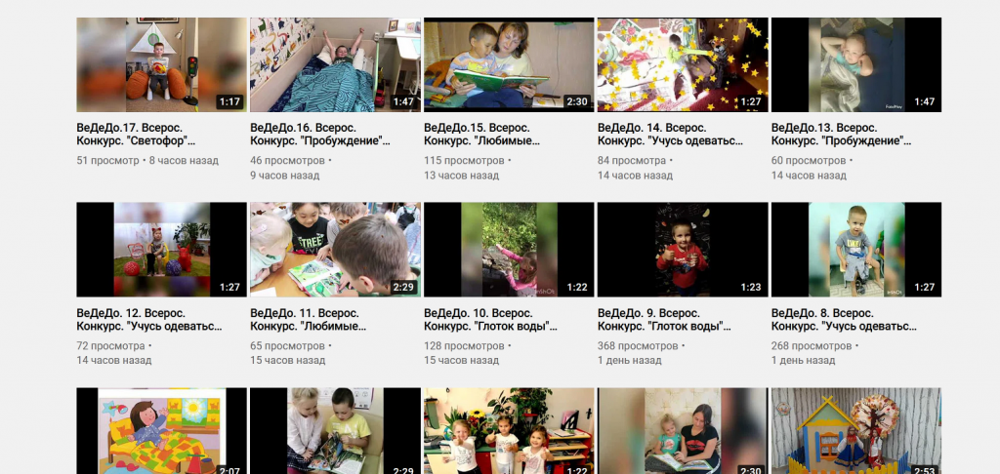 1:17
1:47
2:30
1:27
FacePlay
1:47
ВеДеДо.17. Всерос.
Конкурс. "Светофор"...
51 просмотр • 8 часов назад
ВеДеДо.16. Всерос.
Конкурс. "Пробуждение"...
46 просмотров •
9 часов назад
ВеДеДо.15. Всерос.
Конкурс. "Любимые...
115 просмотров •
13 часов назад
ВеДеДо. 14. Всерос.
Конкурс. "Учусь одеватьс...
84 просмотра •
14 часов назад
ВеДеДо.13. Всерос.
Конкурс. "Пробуждение"...
60 просмотров •
14 часов назад
1:27
TREE
2:29
1:22
1:23
InShOt
1:27
ВеДеДо. 12. Всерос.
Конкурс. "Учусь одеватьс...
72 просмотра •
14 часов назад
ВеДеДо. 11. Всерос.
Конкурс. "Любимые...
65 просмотров •
15 часов назад
ВеДеДо. 10. Всерос.
Конкурс. "Глоток воды"...
128 просмотров •
15 часов назад
ВеДеДо. 9. Всерос.
Конкурс. "Глоток воды"...
368 просмотров •
1 день назад
ВеДеДо. 8. Всерос.
Конкурс. "Учусь одеватьс...
268 просмотров •
1 день назад
2:07
2:29
1:22
2:30
2:53